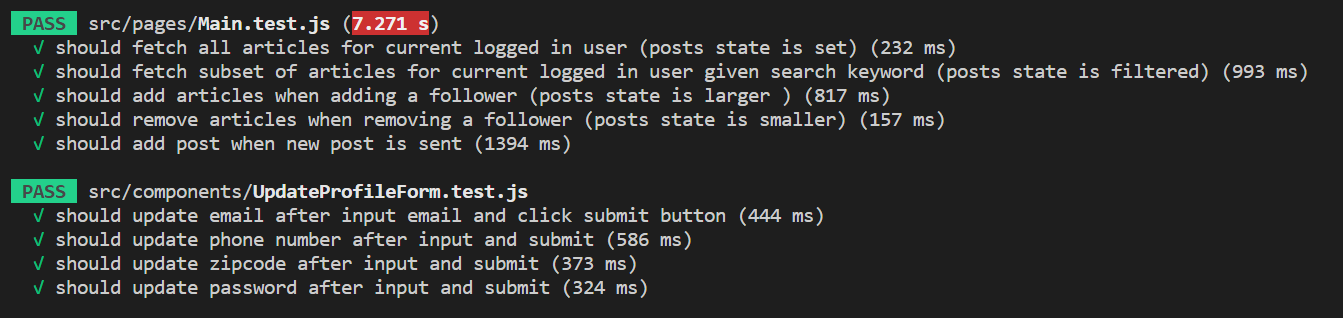 PASS src/pages/Main.test.js (7.271 s)
√ should fetch all articles for current logged in user (posts state is set) (232 ms)
√ should fetch subset of articles for current logged in user given search keyword (posts state is filtered) (993 ms)
√ should add articles when adding a follower (posts state is larger ) (817 ms)
√ should remove articles when removing a follower (posts state is smaller) (157 ms)
√ should add post when new post is sent (1394 ms)
PASS src/components/UpdateProfileForm.test.js
√ should update email after input email and click submit button (444 ms)
√ should update phone number after input and submit (586 ms)
√ should update zipcode after input and submit (373 ms)
√ should update password after input and submit (324 ms)